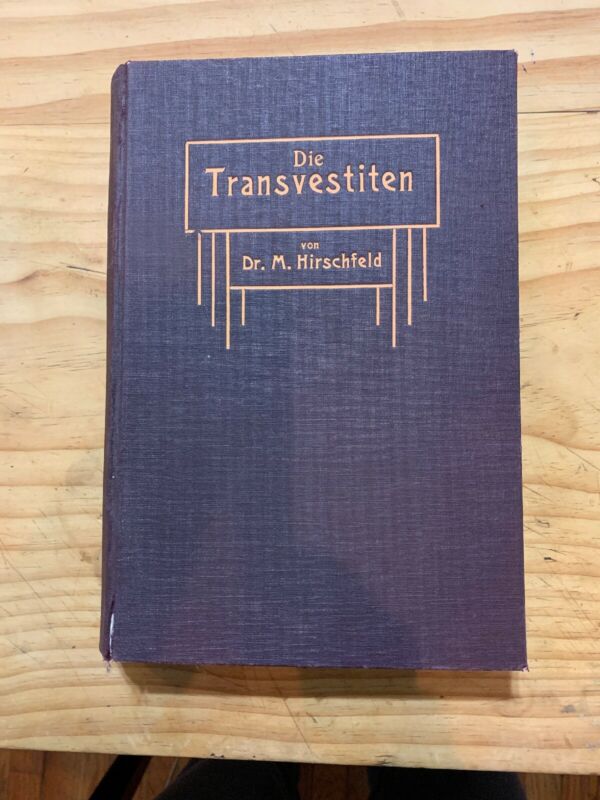 Die
Transvestiten
von
Dr. M. Hirschfeld